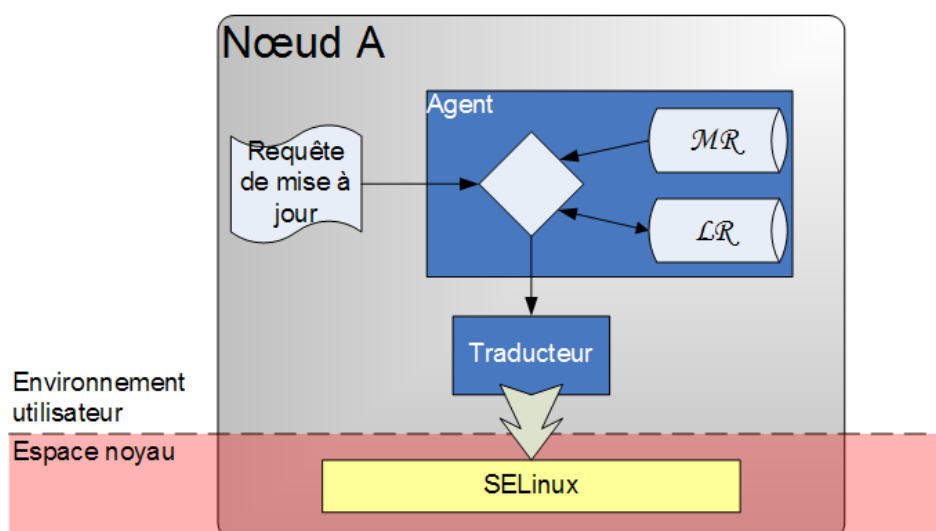 Nœud A
Agent
Requête
de mise à
jour
MR
LR
Traducteur
Environnement
utilisateur
Espace noyau
SELinux